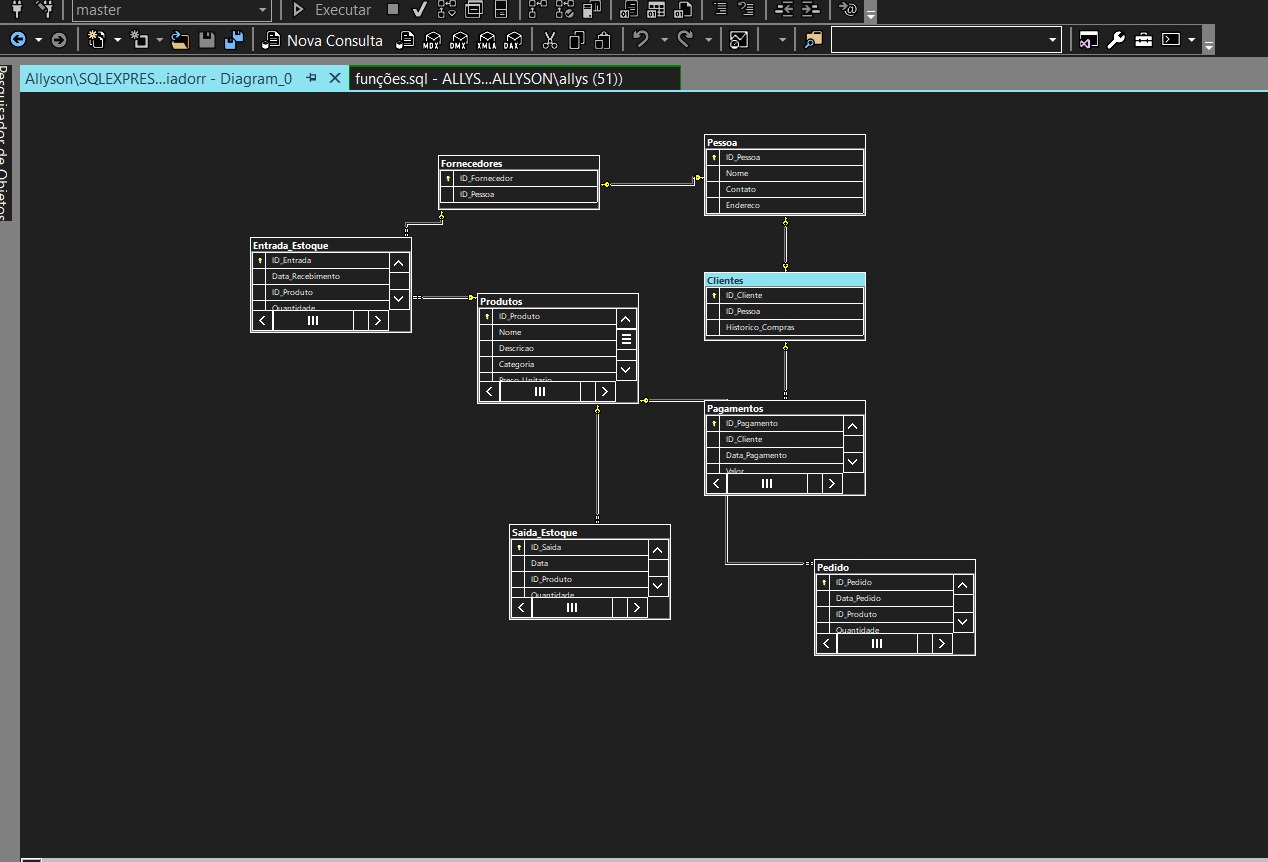 master
Executar
Nova Consulta
MDX
DMX
XMLA
DAX
Allyson\SQLEXPRES...iadorr - Diagram_0
funções.sql - ALLYS...ALLYSON\allys (51))
Pesquisador de Objetos
Fornecedores
ID_Fornecedor
ID_Pessoa
Pessoa
ID_Pessoa
Nome
Contato
Endereco
Entrada_Estoque
ID_Entrada
Data_Recebimento
ID_Produto
Quantidade
Produtos
ID_Produto
Nome
Descricao
Categoria
Preco_Unitario
Clientes
ID_Cliente
ID_Pessoa
Historico_Compras
Pagamentos
ID_Pagamento
ID_Cliente
Data_Pagamento
Valor
Saida_Estoque
ID_Saida
Data
ID_Produto
Quantidade
Pedido
ID_Pedido
Data_Pedido
ID_Produto
Quantidade